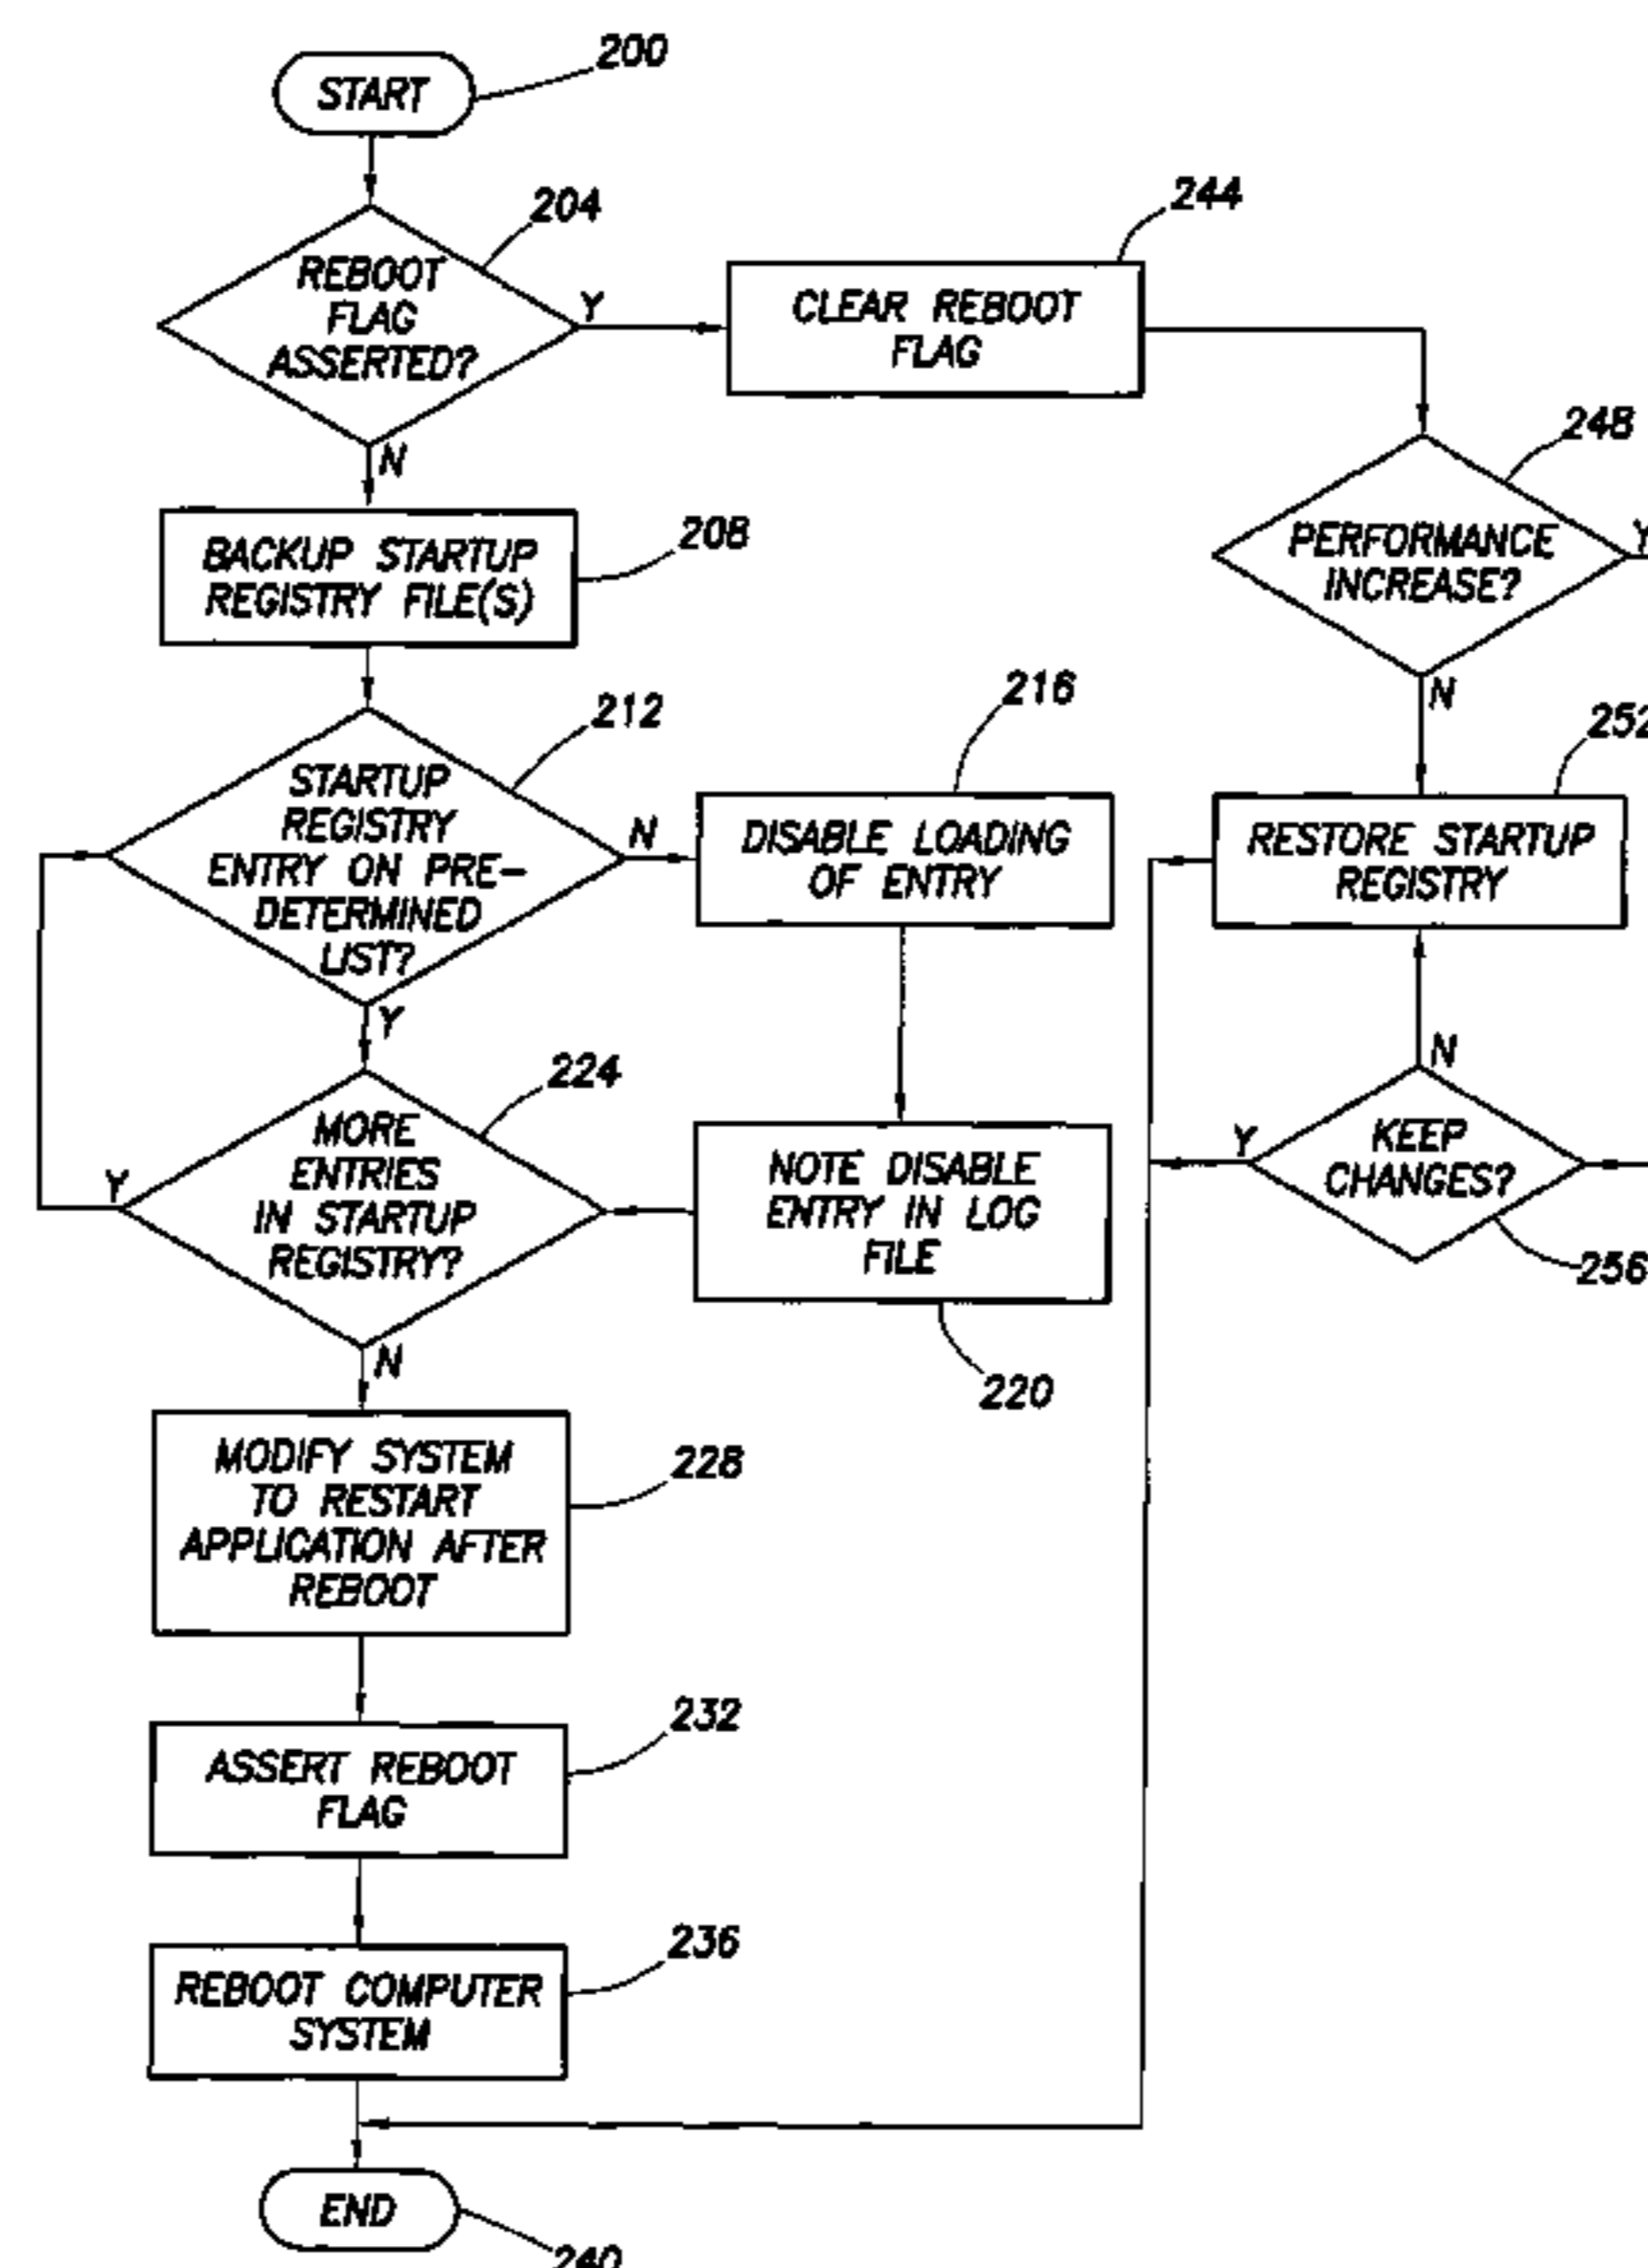 200
START
204
REBOOT
FLAG
ASSERTED?
Y
N
244
CLEAR REBOOT
FLAG
248
PERFORMANCE
INCREASE?
Y
N
208
BACKUP STARTUP
REGISTRY FILE(S)
212
STARTUP
REGISTRY
ENTRY ON PRE-
DETERMINED
LIST?
N
Y
216
DISABLE LOADING
OF ENTRY
252
RESTORE STARTUP
REGISTRY
224
MORE
ENTRIES
IN STARTUP
REGISTRY?
Y
N
NOTE DISABLE
ENTRY IN LOG
FILE
220
N
Y
KEEP
CHANGES?
256
228
MODIFY SYSTEM
TO RESTART
APPLICATION AFTER
REBOOT
232
ASSERT REBOOT
FLAG
236
REBOOT COMPUTER
SYSTEM
END
240